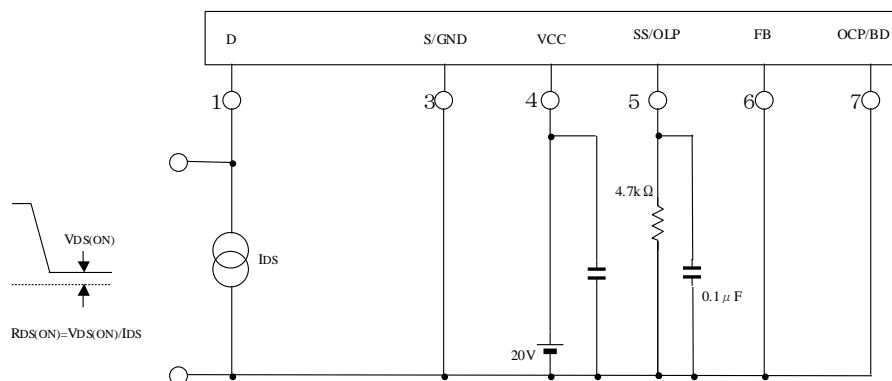 D S/GND VCC SS/OLP FB OCP/BD
1 3 4 5 6 7
4.7kΩ
VDS(ON)
IDS
0.1μF
RDS(ON)=VDS(ON)/IDS
20V